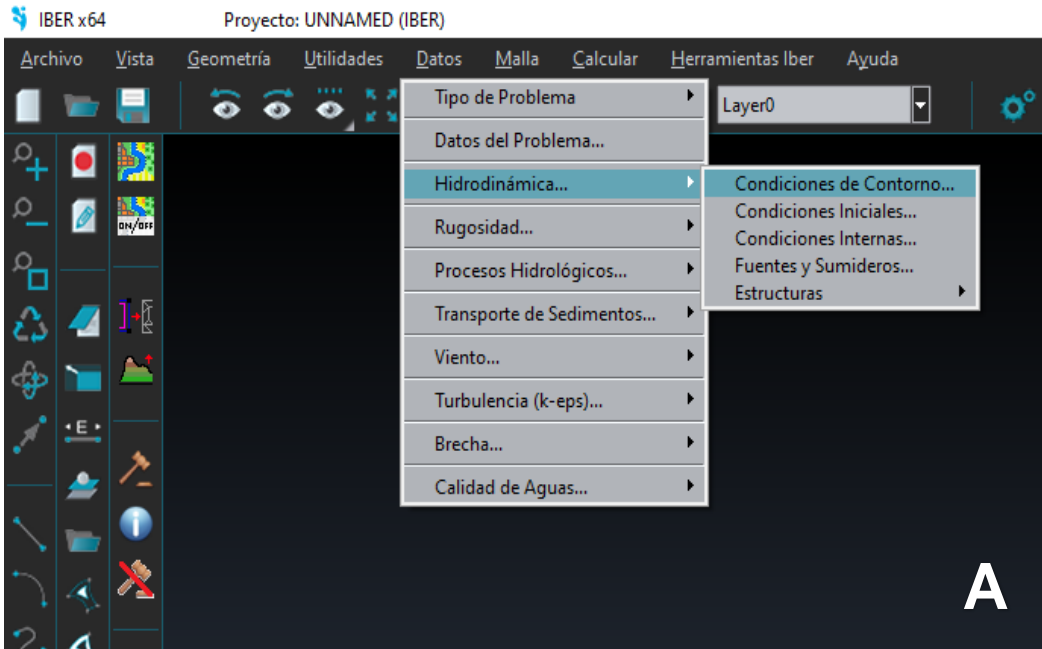 IBER x64 Proyecto: UNNAMED (IBER)
Archivo Vista Geometría Utilidades Datos Malla Calcular Herramientas Iber Ayuda
Layer0
Tipo de Problema
Datos del Problema...
Hidrodinámica...
Rugosidad...
Procesos Hidrológicos...
Transporte de Sedimentos...
Viento...
Turbulencia (k-eps)...
Brecha...
Calidad de Aguas...
Condiciones de Contorno...
Condiciones Iniciales...
Condiciones Internas...
Fuentes y Sumideros...
Estructuras
ON/OFF
E
A